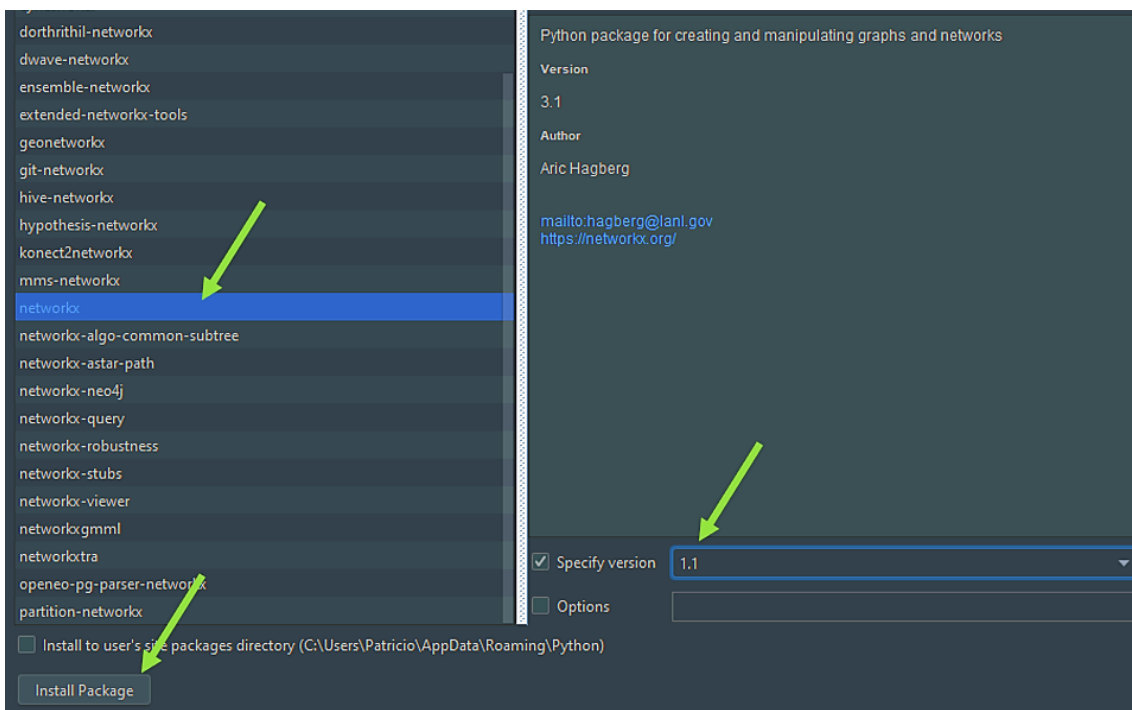 dorthrithil-networkx
dwave-networkx
ensemble-networkx
extended-networkx-tools
geonetworkx
git-networkx
hive-networkx
hypothesis-networkx
konect2networkx
mms-networkx
networkx
networkx-algo-common-subtree
networkx-astar-path
networkx-neo4j
networkx-query
networkx-robustness
networkx-stubs
networkx-viewer
networkxgmml
networkxtra
openeo-pg-parser-networkx
partition-networkx
Install to user's site packages directory (C:\Users\Patricio\AppData\Roaming\Python)
Install Package
Python package for creating and manipulating graphs and networks
Version
3.1
Author
Aric Hagberg
mailto:hagberg@lanl.gov
https://networkx.org/
Specify version 1.1
Options